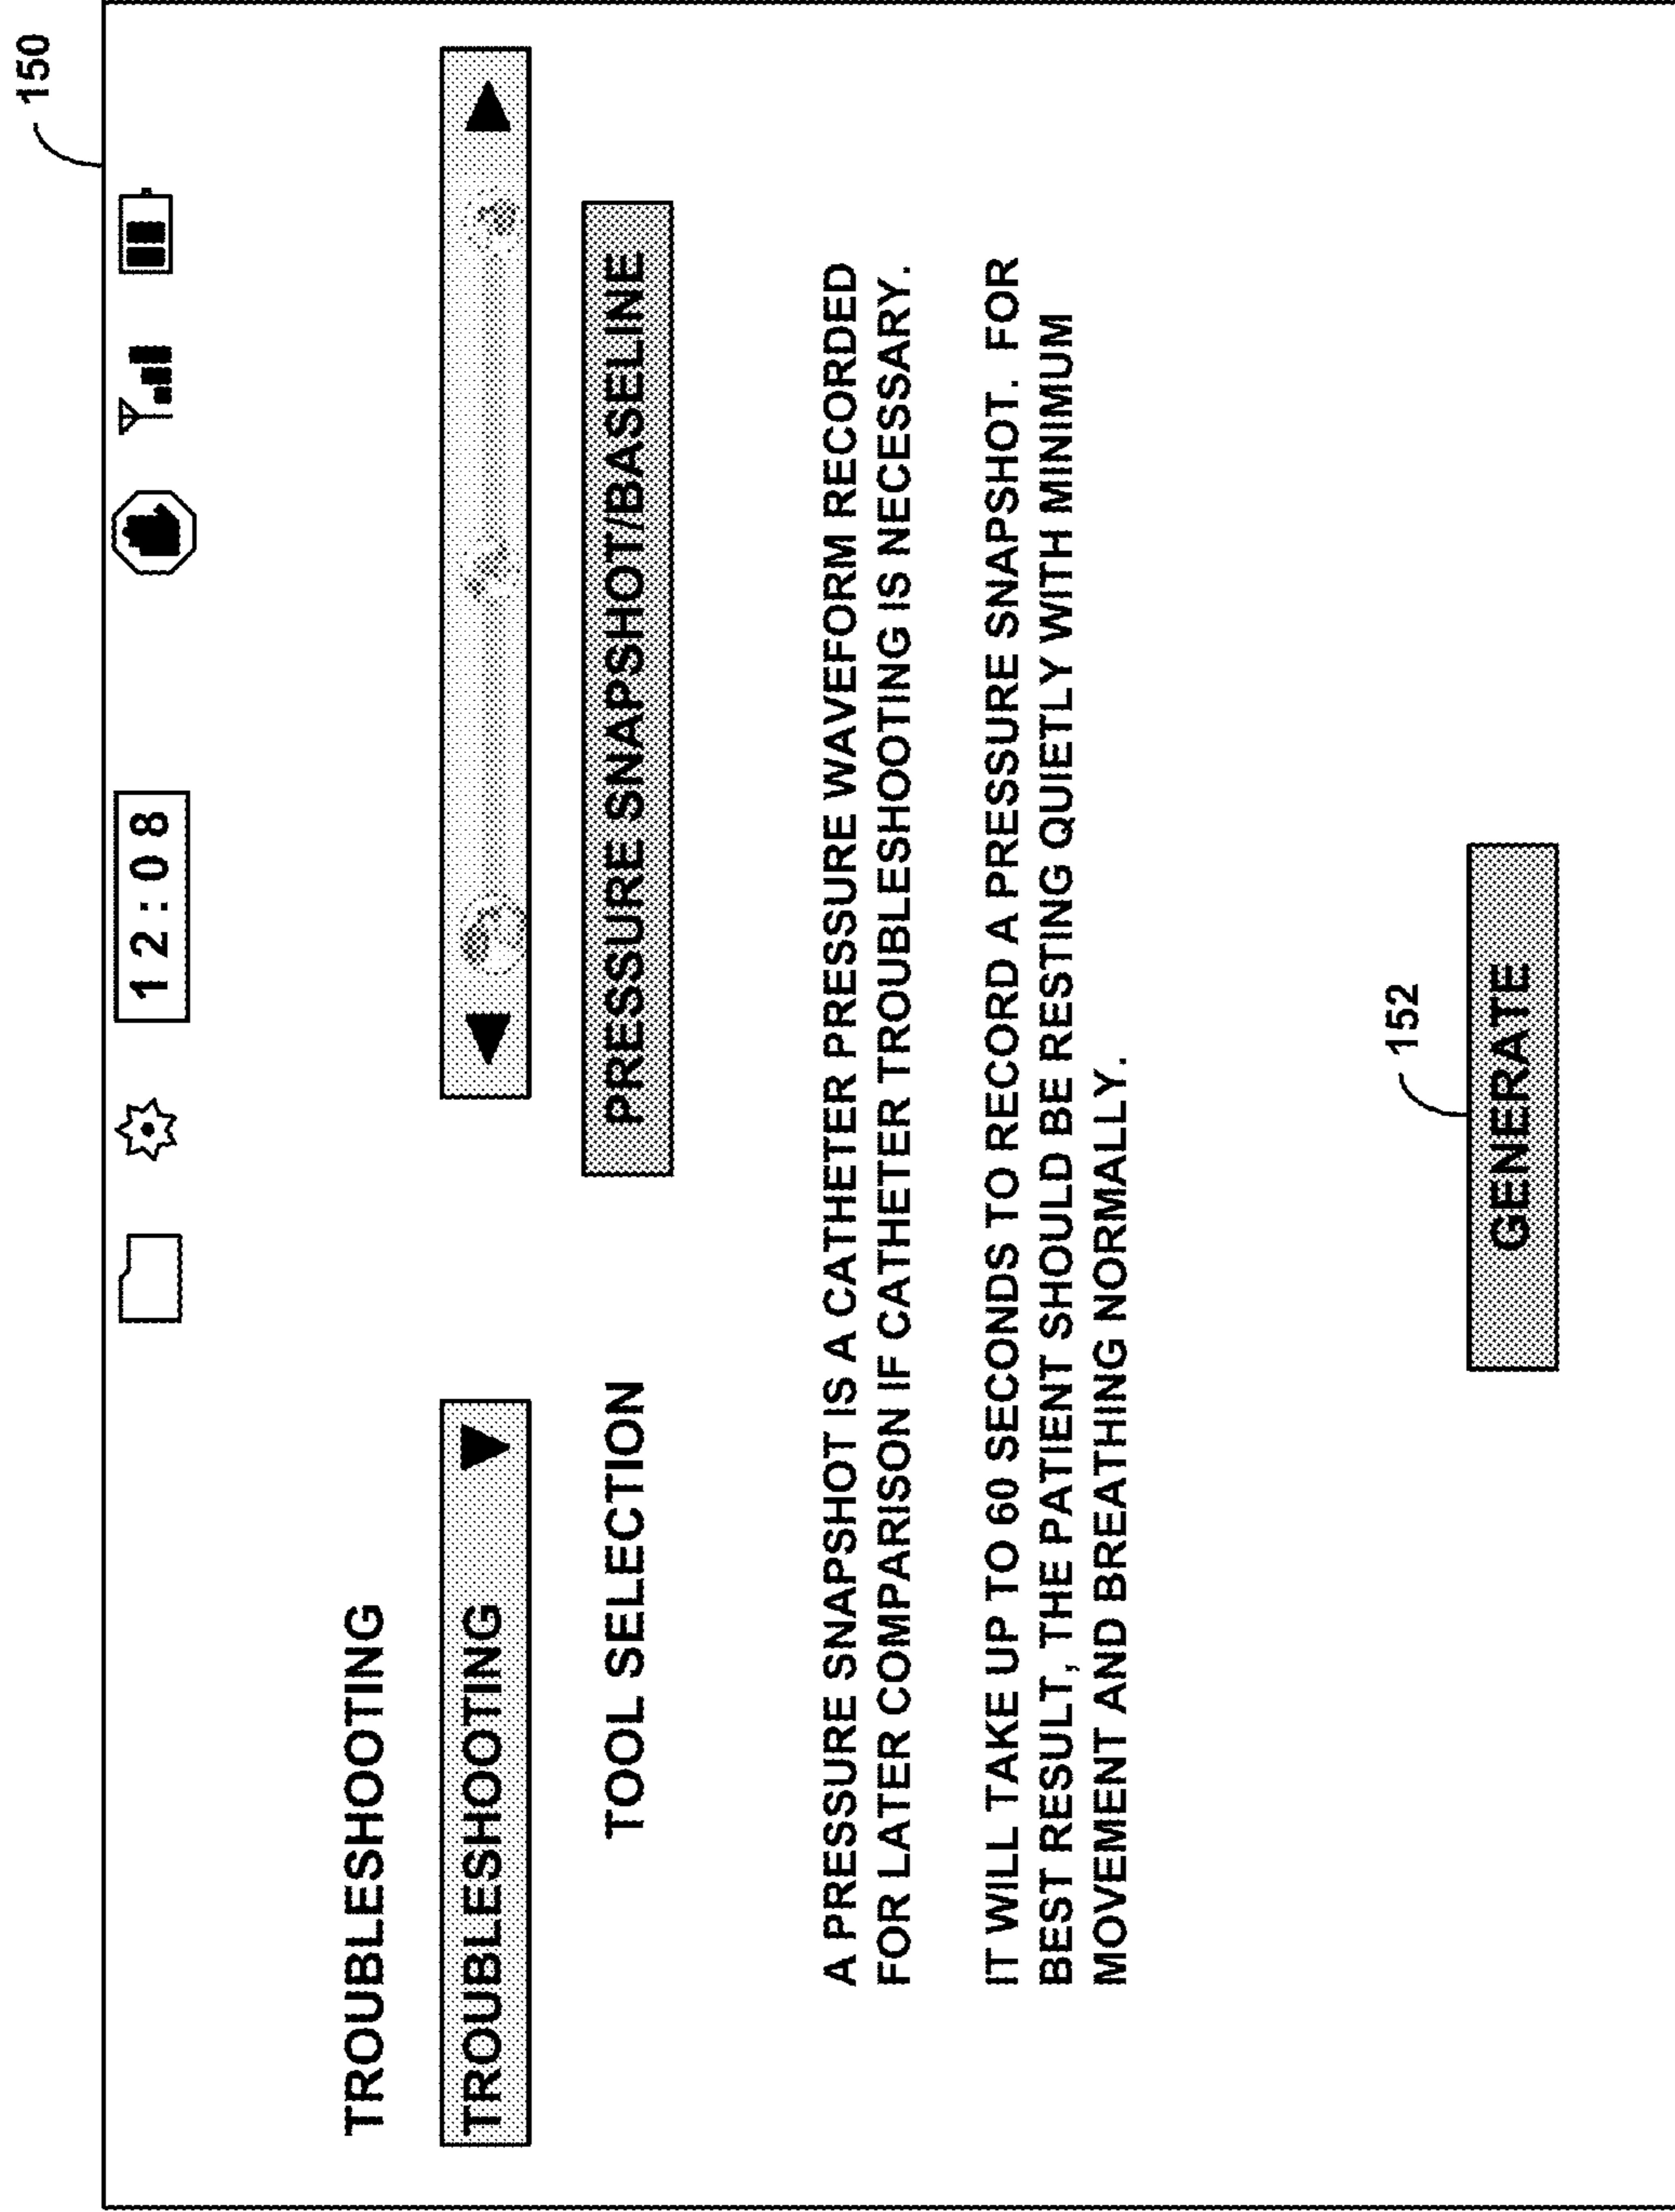 150
12:08
TROUBLESHOOTING
TROUBLESHOOTING
TOOL SELECTION
PRESSURE SNAPSHOT/BASELINE
A PRESSURE SNAPSHOT IS A CATHETER PRESSURE WAVEFORM RECORDED
FOR LATER COMPARISON IF CATHETER TROUBLESHOOTING IS NECESSARY.
IT WILL TAKE UP TO 60 SECONDS TO RECORD A PRESSURE SNAPSHOT. FOR
BEST RESULT, THE PATIENT SHOULD BE RESTING QUIETLY WITH MINIMUM
MOVEMENT AND BREATHING NORMALLY.
152
GENERATE